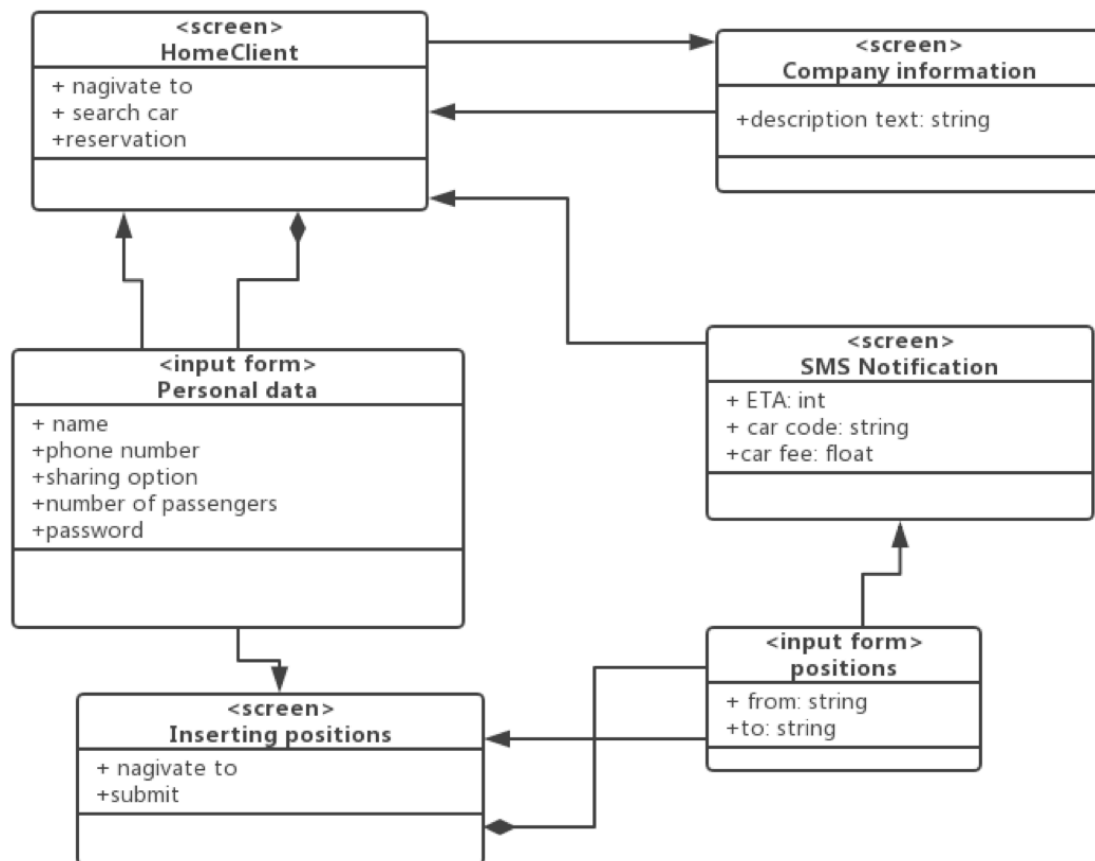 <screen>
HomeClient
+ nagivate to
+ search car
+reservation
<screen>
Company information
+description text: string
<input form>
Personal data
+ name
+phone number
+sharing option
+number of passengers
+password
<screen>
SMS Notification
+ ETA: int
+ car code: string
+car fee: float
<screen>
Inserting positions
+ nagivate to
+submit
<input form>
positions
+ from: string
+to: string